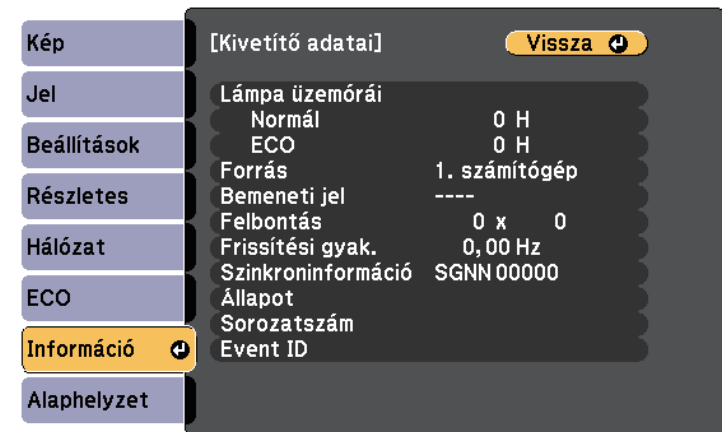 Kép
Jel
Beállítások
Részletes
Hálózat
ECO
Információ
Alaphelyzet
[Kivetítő adatai] Vissza
Lámpa üzemórái
Normál 0 H
ECO 0 H
Forrás 1. számítógép
Bemeneti jel ----
Felbontás 0 x 0
Frissítési gyak. 0,00 Hz
Szinkroninformáció SGNN 00000
Állapot
Sorozatszám
Event ID